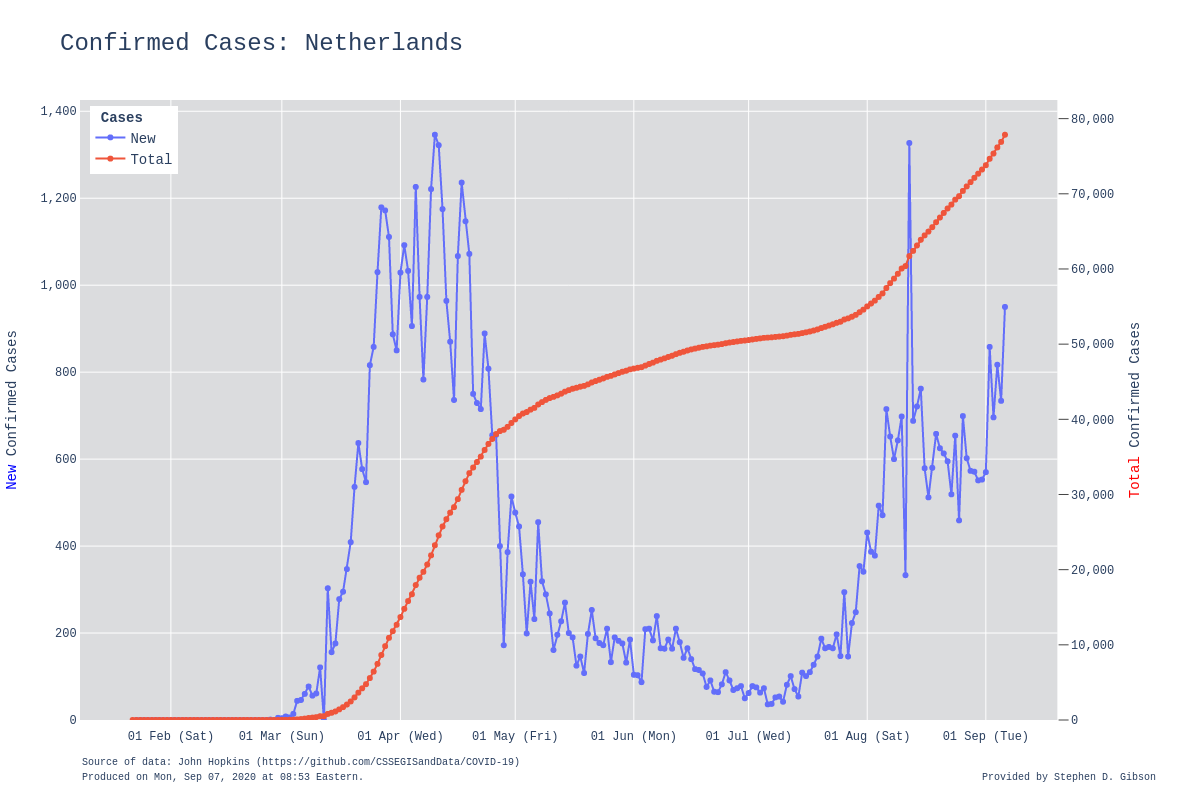 Confirmed Cases: Netherlands
Cases
New
Total
1,400
1,200
1,000
800
600
400
200
0
80,000
70,000
60,000
50,000
40,000
30,000
20,000
10,000
0
New Confirmed Cases
Total Confirmed Cases
01 Feb (Sat) 01 Mar (Sun) 01 Apr (Wed) 01 May (Fri) 01 Jun (Mon) 01 Jul (Wed) 01 Aug (Sat) 01 Sep (Tue)
Source of data: John Hopkins (https://github.com/CSSEGISandData/COVID-19)
Produced on Mon, Sep 07, 2020 at 08:53 Eastern.
Provided by Stephen D. Gibson